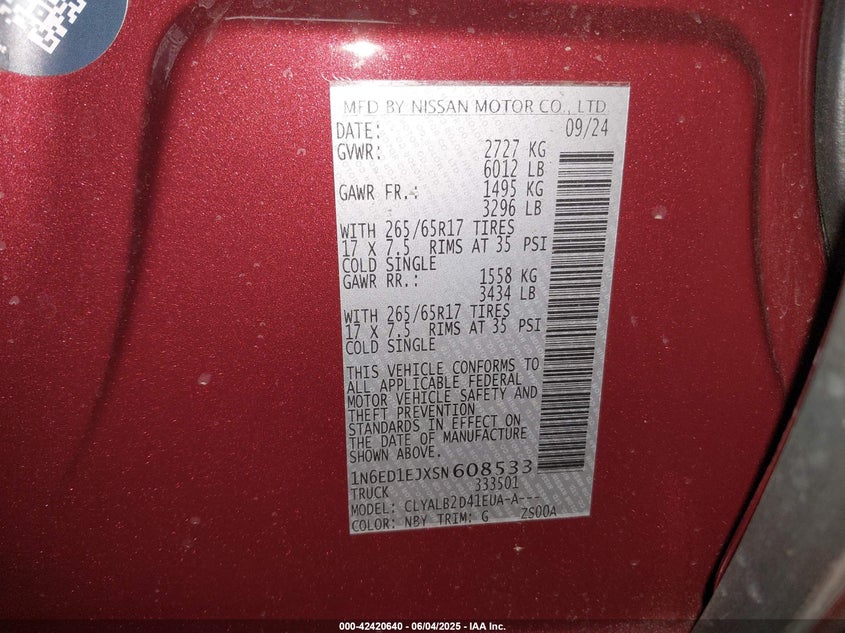 MFD BY NISSAN MOTOR CO., LTD.
DATE: 09/24
GVWR: 2727 KG
6012 LB
GAWR FR.: 1495 KG
3296 LB
WITH 265/65R17 TIRES
17 X 7.5 RIMS AT 35 PSI
COLD SINGLE
GAWR RR.: 1558 KG
3434 LB
WITH 265/65R17 TIRES
17 X 7.5 RIMS AT 35 PSI
COLD SINGLE
THIS VEHICLE CONFORMS TO
ALL APPLICABLE FEDERAL
MOTOR VEHICLE SAFETY AND
THEFT PREVENTION
STANDARDS IN EFFECT ON
THE DATE OF MANUFACTURE
SHOWN ABOVE.
1N6ED1EJXSN608533
TRUCK 333501
MODEL: CLYALB2D41EUA-A---
COLOR: NBY TRIM: G ZS00A
000-42420640 - 06/04/2025 - IAA Inc.